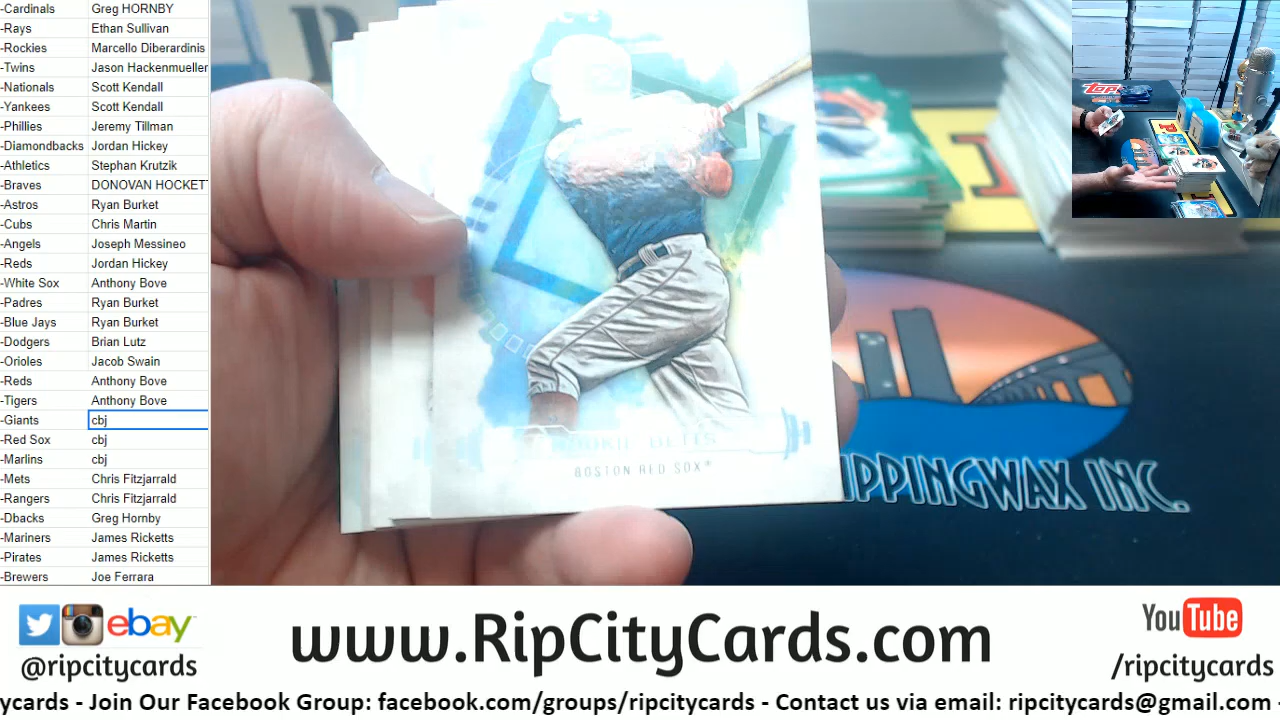 -Cardinals Greg HORNBY
-Rays Ethan Sullivan
-Rockies Marcello Diberardinis
-Twins Jason Hackenmueller
-Nationals Scott Kendall
-Yankees Scott Kendall
-Phillies Jeremy Tillman
-Diamondbacks Jordan Hickey
-Athletics Stephan Krutzik
-Braves DONOVAN HOCKETT
-Astros Ryan Burket
-Cubs Chris Martin
-Angels Joseph Messineo
-Reds Jordan Hickey
-White Sox Anthony Bove
-Padres Ryan Burket
-Blue Jays Ryan Burket
-Dodgers Brian Lutz
-Orioles Jacob Swain
-Reds Anthony Bove
-Tigers Anthony Bove
-Giants cbj
-Red Sox cbj
-Marlins cbj
-Mets Chris Fitzjarrald
-Rangers Chris Fitzjarrald
-Dbacks Greg Hornby
-Mariners James Ricketts
-Pirates James Ricketts
-Brewers Joe Ferrara
BETTS
BOSTON RED SOX®
IPPINGWAX INC.
ebay
@ripcitycards
www.RipCityCards.com
YouTube
/ripcitycards
ycards - Join Our Facebook Group: facebook.com/groups/ripcitycards - Contact us via email: ripcitycards@gmail.com -